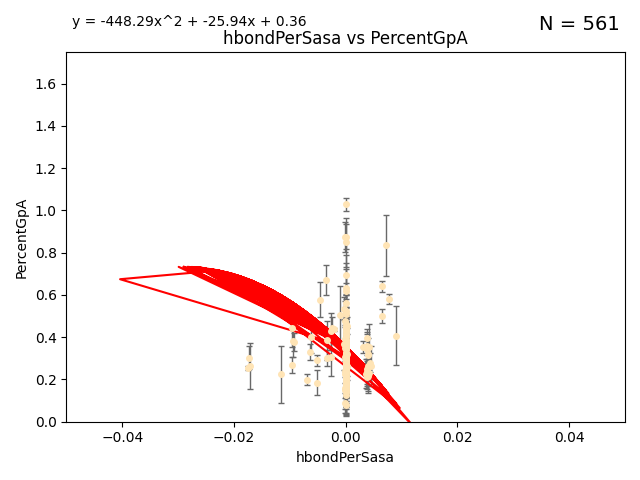 y = -448.29x^2 + -25.94x + 0.36
N = 561
hbondPerSasa vs PercentGpA
1.6
1.4
1.2
1.0
0.8
0.6
0.4
0.2
0.0
PercentGpA
−0.04 −0.02 0.00 0.02 0.04
hbondPerSasa